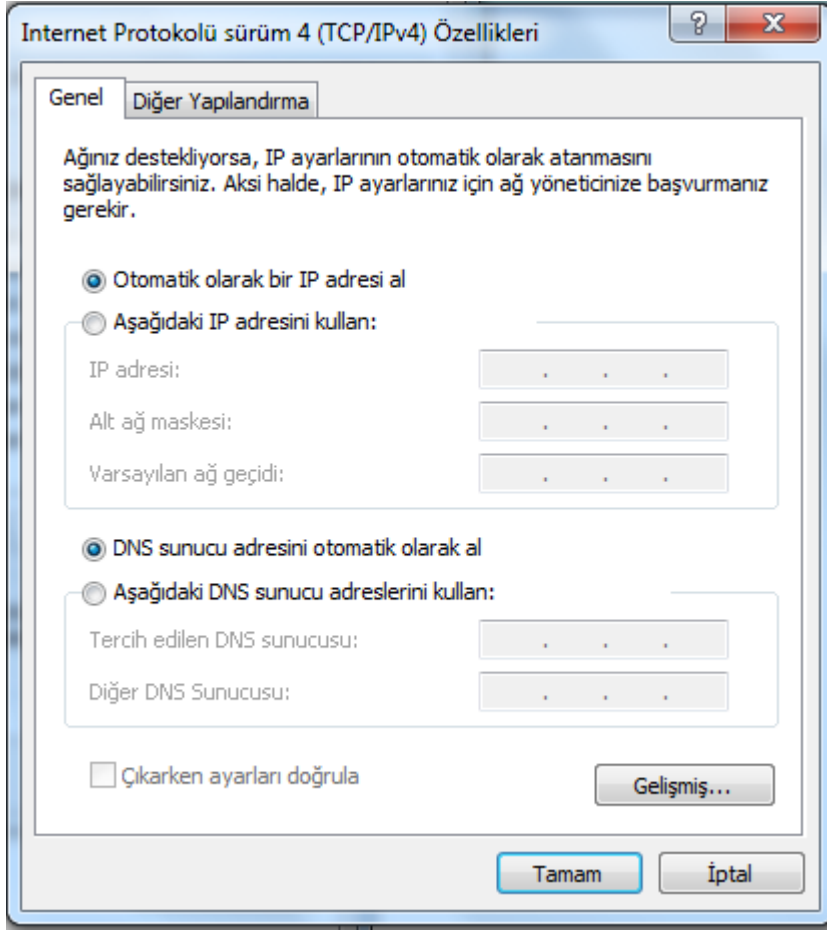 Internet Protokolü sürüm 4 (TCP/IPv4) Özellikleri
Genel
Diğer Yapılandırma
Ağınız destekliyorsa, IP ayarlarının otomatik olarak atanmasını
sağlayabilirsiniz. Aksi halde, IP ayarlarınız için ağ yöneticinize başvurmanız
gerekir.
Otomatik olarak bir IP adresi al
Aşağıdaki IP adresini kullan:
IP adresi:
Alt ağ maskesi:
Varsayılan ağ geçidi:
DNS sunucu adresini otomatik olarak al
Aşağıdaki DNS sunucu adreslerini kullan:
Tercih edilen DNS sunucusu:
Diğer DNS Sunucusu:
Çıkarken ayarları doğrula
Gelişmiş...
Tamam
İptal